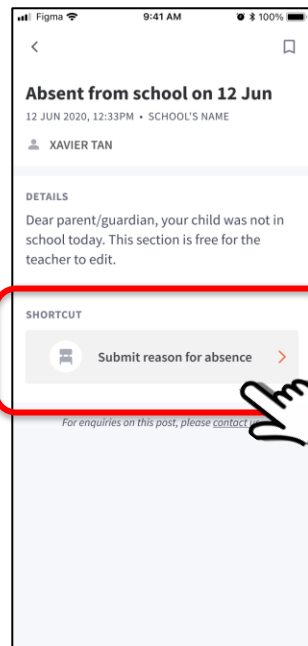 Figma 9:41 AM 100%
Absent from school on 12 Jun
12 JUN 2020, 12:33PM • SCHOOL'S NAME
XAVIER TAN
DETAILS
Dear parent/guardian, your child was not in
school today. This section is free for the
teacher to edit.
SHORTCUT
Submit reason for absence
For enquiries on this post, please contact